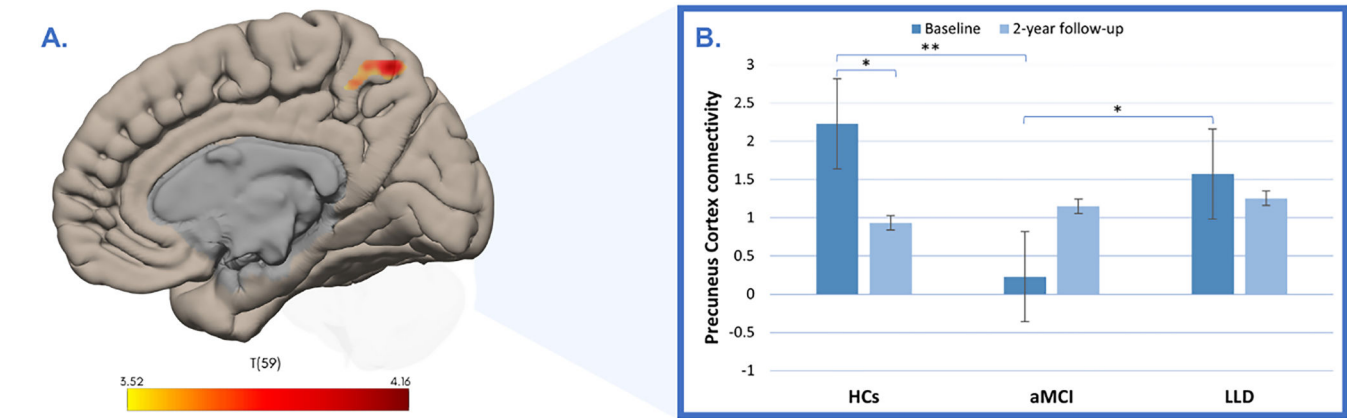 A.
T(59)
3.52 4.16
B.
Baseline 2-year follow-up
**
*
*
Precuneus Cortex connectivity
3
2.5
2
1.5
1
0.5
0
-0.5
-1
HCs aMCI LLD